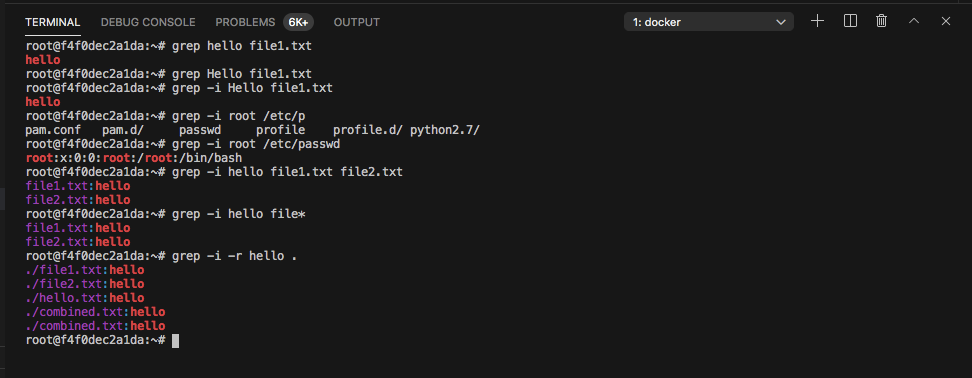 TERMINAL DEBUG CONSOLE PROBLEMS 6K+ OUTPUT 1: docker
root@f4f0dec2a1da:~# grep hello file1.txt
hello
root@f4f0dec2a1da:~# grep Hello file1.txt
root@f4f0dec2a1da:~# grep -i Hello file1.txt
hello
root@f4f0dec2a1da:~# grep -i root /etc/p
pam.conf pam.d/ passwd profile profile.d/ python2.7/
root@f4f0dec2a1da:~# grep -i root /etc/passwd
root:x:0:0:root:/root:/bin/bash
root@f4f0dec2a1da:~# grep -i hello file1.txt file2.txt
file1.txt:hello
file2.txt:hello
root@f4f0dec2a1da:~# grep -i hello file*
file1.txt:hello
file2.txt:hello
root@f4f0dec2a1da:~# grep -i -r hello .
./file1.txt:hello
./file2.txt:hello
./hello.txt:hello
./combined.txt:hello
./combined.txt:hello
root@f4f0dec2a1da:~#